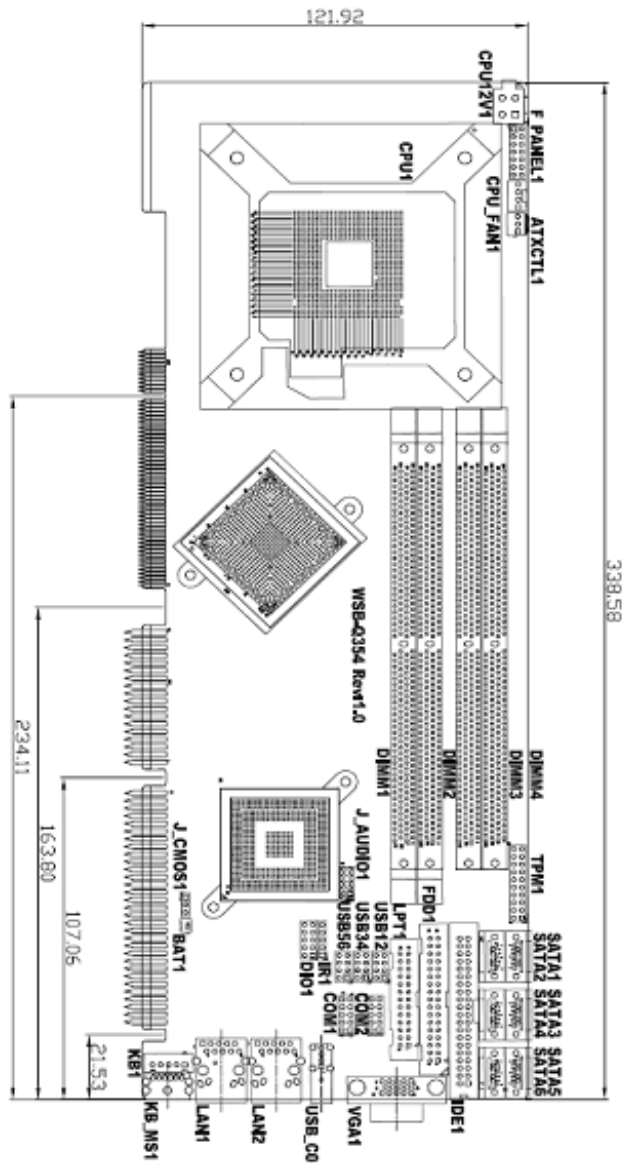 121.92
CPU12V1
F_PANEL1
CPU1
CPU_FAN1
ATXCTL1
338.58
WSB-Q354 Rev:1.0
234.11
163.80
107.06
21.53
DIMM1
DIMM2
DIMM3
DIMM4
TPM1
J_AUDIO1
J_CMOS1
BAT1
FDD1
LPT1
USB12
USB34
USB56
IR1
DIO1
COM1
COM2
SATA1
SATA2
SATA3
SATA4
SATA5
SATA6
KB1
KB_MS1
LAN1
LAN2
USB_C0
VGA1
IDE1